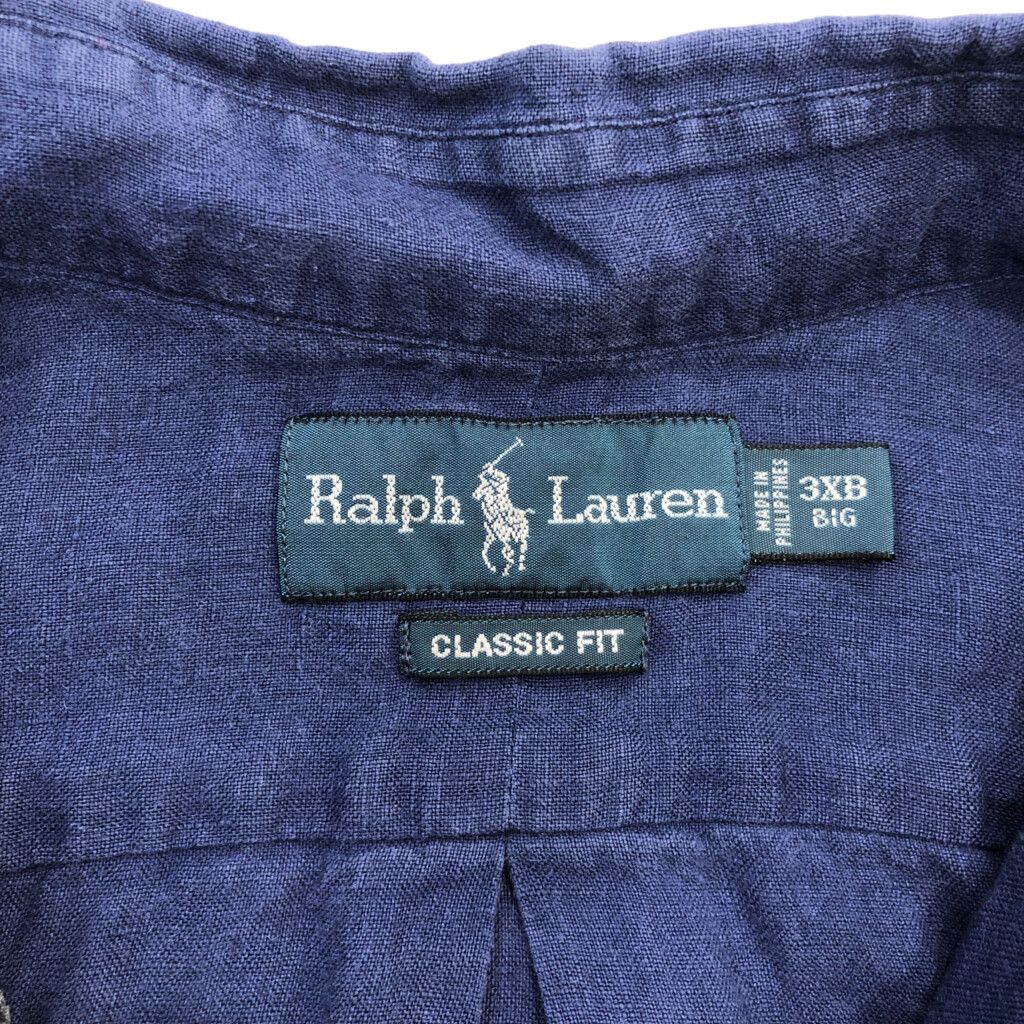 Ralph Lauren
MADE IN
PHILIPPINES
3XB
BIG
CLASSIC FIT